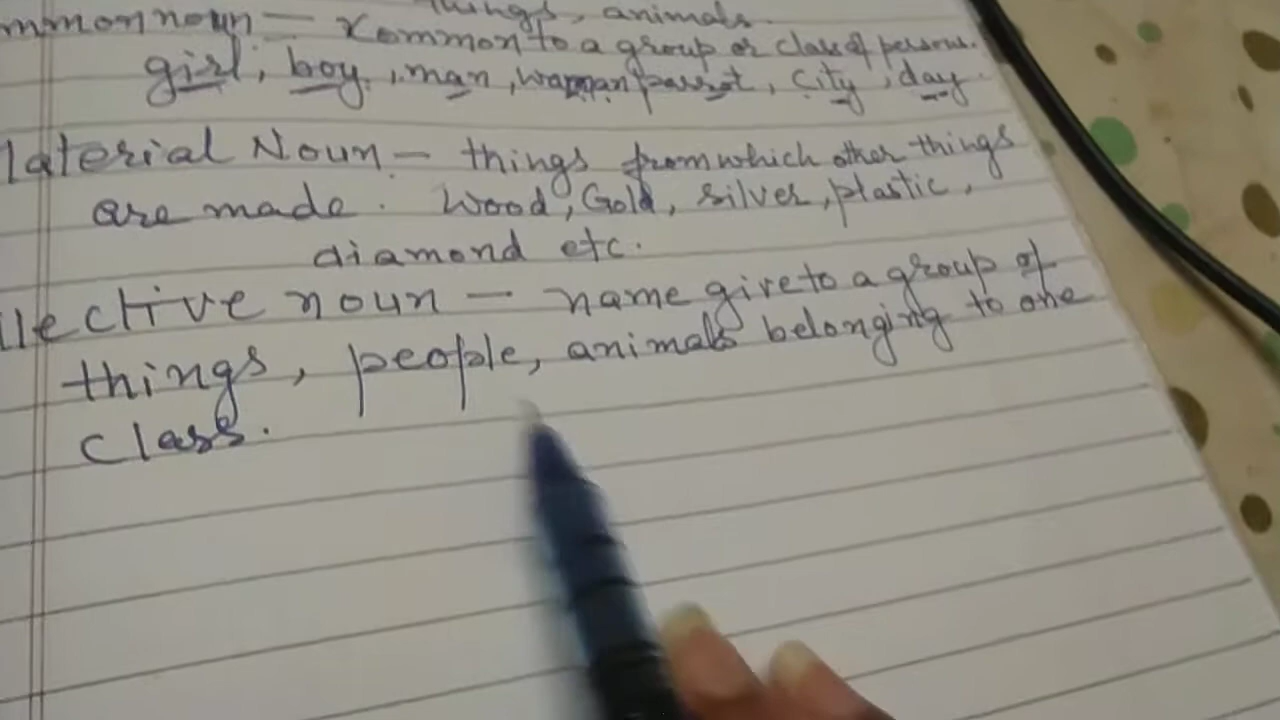 things, animals.
mmon noun — Common to a group or class of persons.
girl, boy, man, woman parrot, city, day.
laterial Noun — things from which other things
are made. Wood, Gold, silver, plastic,
diamond etc.
llective noun — name give to a group of
things, people, animals belonging to one
class.